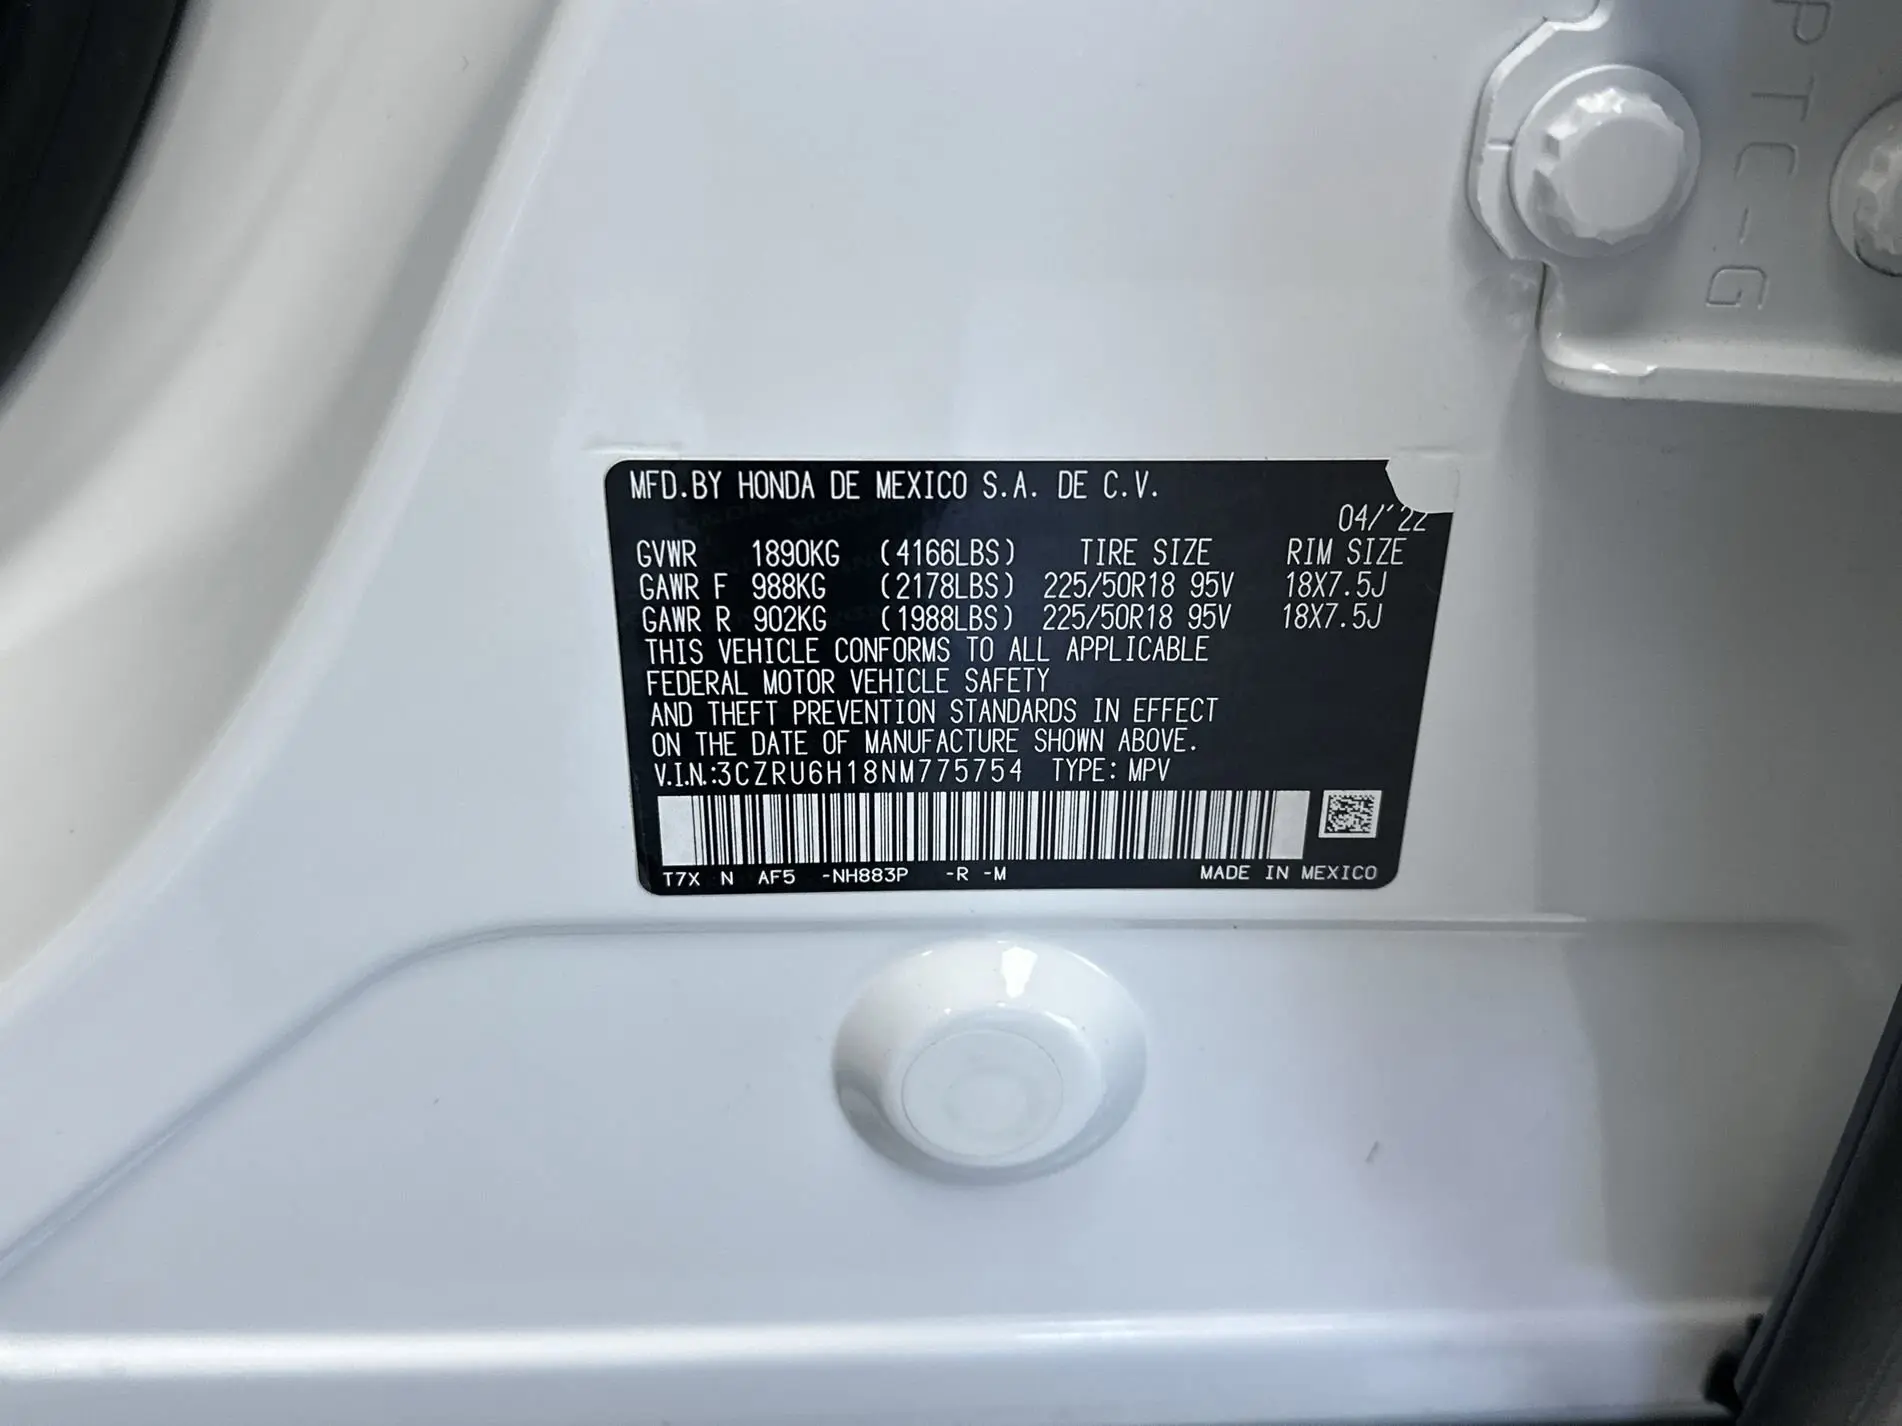 PTC-G
MFD.BY HONDA DE MEXICO S.A. DE C.V.
04/'22
GVWR 1890KG (4166LBS) TIRE SIZE RIM SIZE
GAWR F 988KG (2178LBS) 225/50R18 95V 18X7.5J
GAWR R 902KG (1988LBS) 225/50R18 95V 18X7.5J
THIS VEHICLE CONFORMS TO ALL APPLICABLE
FEDERAL MOTOR VEHICLE SAFETY
AND THEFT PREVENTION STANDARDS IN EFFECT
ON THE DATE OF MANUFACTURE SHOWN ABOVE.
V.I.N.:3CZRU6H18NM775754 TYPE: MPV
T7X N AF5 -NH883P -R -M MADE IN MEXICO